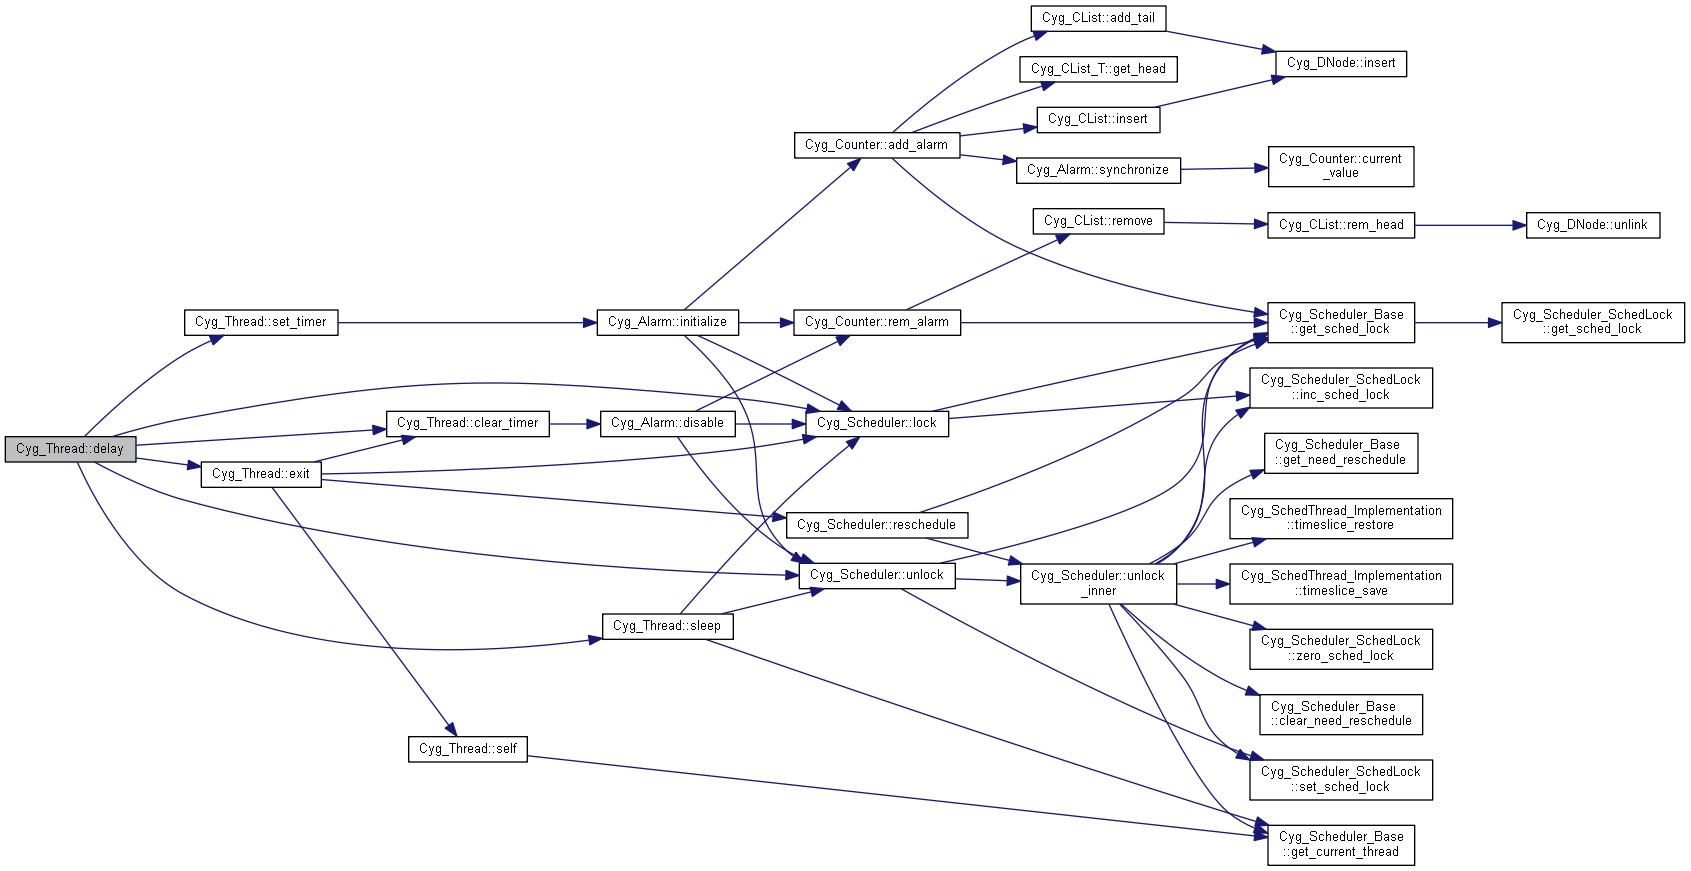 Cyg_CList::add_tail
Cyg_DNode::insert
Cyg_CList_T::get_head
Cyg_CList::insert
Cyg_Counter::add_alarm
Cyg_Alarm::synchronize
Cyg_Counter::current
_value
Cyg_CList::remove
Cyg_CList::rem_head
Cyg_DNode::unlink
Cyg_Thread::set_timer
Cyg_Alarm::initialize
Cyg_Counter::rem_alarm
Cyg_Scheduler_Base
::get_sched_lock
Cyg_Scheduler_SchedLock
::get_sched_lock
Cyg_Scheduler_SchedLock
::inc_sched_lock
Cyg_Thread::clear_timer
Cyg_Alarm::disable
Cyg_Scheduler::lock
Cyg_Thread::delay
Cyg_Thread::exit
Cyg_Scheduler_Base
::get_need_reschedule
Cyg_Scheduler::reschedule
Cyg_SchedThread_Implementation
::timeslice_restore
Cyg_Scheduler::unlock
Cyg_Scheduler::unlock
_inner
Cyg_SchedThread_Implementation
::timeslice_save
Cyg_Thread::sleep
Cyg_Scheduler_SchedLock
::zero_sched_lock
Cyg_Scheduler_Base
::clear_need_reschedule
Cyg_Thread::self
Cyg_Scheduler_SchedLock
::set_sched_lock
Cyg_Scheduler_Base
::get_current_thread